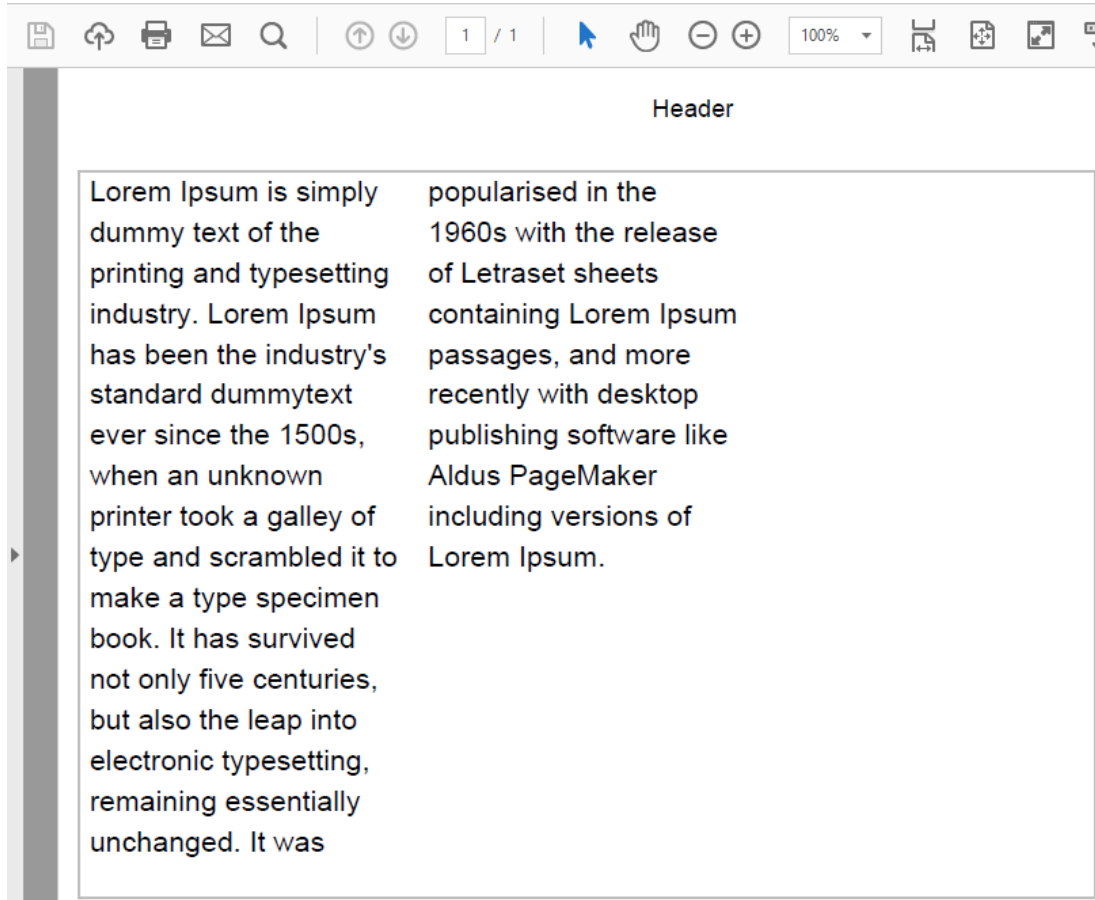 1 / 1
100%
Header
Lorem Ipsum is simply
dummy text of the
printing and typesetting
industry. Lorem Ipsum
has been the industry's
standard dummytext
ever since the 1500s,
when an unknown
printer took a galley of
type and scrambled it to
make a type specimen
book. It has survived
not only five centuries,
but also the leap into
electronic typesetting,
remaining essentially
unchanged. It was
popularised in the
1960s with the release
of Letraset sheets
containing Lorem Ipsum
passages, and more
recently with desktop
publishing software like
Aldus PageMaker
including versions of
Lorem Ipsum.